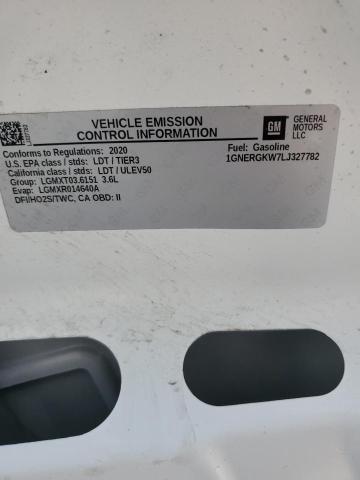 VEHICLE EMISSION
CONTROL INFORMATION
GM
GENERAL
MOTORS
LLC
Conforms to Regulations: 2020
Fuel: Gasoline
U.S. EPA class / stds: LDT / TIER3
1GNERGKW7LJ327782
California class / stds: LDT / ULEV50
Group: LGMXT03.6151 3.6L
Evap: LGMXR014640A
DFI/HO2S/TWC, CA OBD: II